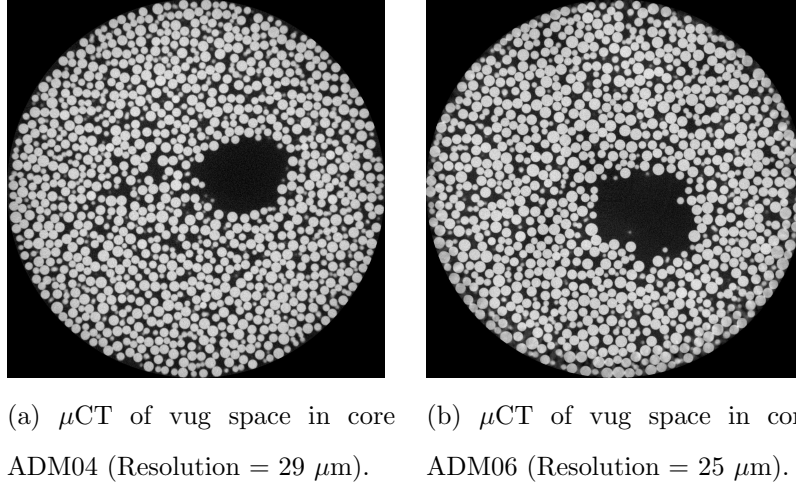 (a) μCT of vug space in core
ADM04 (Resolution = 29 μm).
(b) μCT of vug space in cor
ADM06 (Resolution = 25 μm).